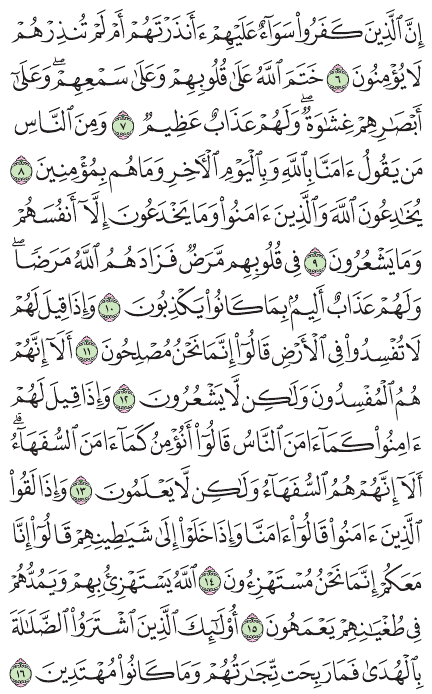 إِنَّ ٱلَّذِينَ كَفَرُواْ سَوَآءٌ عَلَيۡهِمۡ ءَأَنذَرۡتَهُمۡ أَمۡ لَمۡ تُنذِرۡهُمۡ
لَا يُؤۡمِنُونَ ٦ خَتَمَ ٱللَّهُ عَلَىٰ قُلُوبِهِمۡ وَعَلَىٰ سَمۡعِهِمۡۖ وَعَلَىٰٓ
أَبۡصَٰرِهِمۡ غِشَٰوَةٞۖ وَلَهُمۡ عَذَابٌ عَظِيمٞ ٧ وَمِنَ ٱلنَّاسِ
مَن يَقُولُ ءَامَنَّا بِٱللَّهِ وَبِٱلۡيَوۡمِ ٱلۡأٓخِرِ وَمَا هُم بِمُؤۡمِنِينَ ٨
يُخَٰدِعُونَ ٱللَّهَ وَٱلَّذِينَ ءَامَنُواْ وَمَا يَخۡدَعُونَ إِلَّآ أَنفُسَهُمۡ
وَمَا يَشۡعُرُونَ ٩ فِي قُلُوبِهِم مَّرَضٞ فَزَادَهُمُ ٱللَّهُ مَرَضٗاۖ
وَلَهُمۡ عَذَابٌ أَلِيمُۢ بِمَا كَانُواْ يَكۡذِبُونَ ١٠ وَإِذَا قِيلَ لَهُمۡ
لَا تُفۡسِدُواْ فِي ٱلۡأَرۡضِ قَالُوٓاْ إِنَّمَا نَحۡنُ مُصۡلِحُونَ ١١ أَلَآ إِنَّهُمۡ
هُمُ ٱلۡمُفۡسِدُونَ وَلَٰكِن لَّا يَشۡعُرُونَ ١٢ وَإِذَا قِيلَ لَهُمۡ
ءَامِنُواْ كَمَآ ءَامَنَ ٱلنَّاسُ قَالُوٓاْ أَنُؤۡمِنُ كَمَآ ءَامَنَ ٱلسُّفَهَآءُۗ
أَلَآ إِنَّهُمۡ هُمُ ٱلسُّفَهَآءُ وَلَٰكِن لَّا يَعۡلَمُونَ ١٣ وَإِذَا لَقُواْ
ٱلَّذِينَ ءَامَنُواْ قَالُوٓاْ ءَامَنَّا وَإِذَا خَلَوۡاْ إِلَىٰ شَيَٰطِينِهِمۡ قَالُوٓاْ إِنَّا
مَعَكُمۡ إِنَّمَا نَحۡنُ مُسۡتَهۡزِءُونَ ١٤ ٱللَّهُ يَسۡتَهۡزِئُ بِهِمۡ وَيَمُدُّهُمۡ
فِي طُغۡيَٰنِهِمۡ يَعۡمَهُونَ ١٥ أُوْلَٰٓئِكَ ٱلَّذِينَ ٱشۡتَرَوُاْ ٱلضَّلَٰلَةَ
بِٱلۡهُدَىٰ فَمَا رَبِحَت تِّجَٰرَتُهُمۡ وَمَا كَانُواْ مُهۡتَدِينَ ١٦